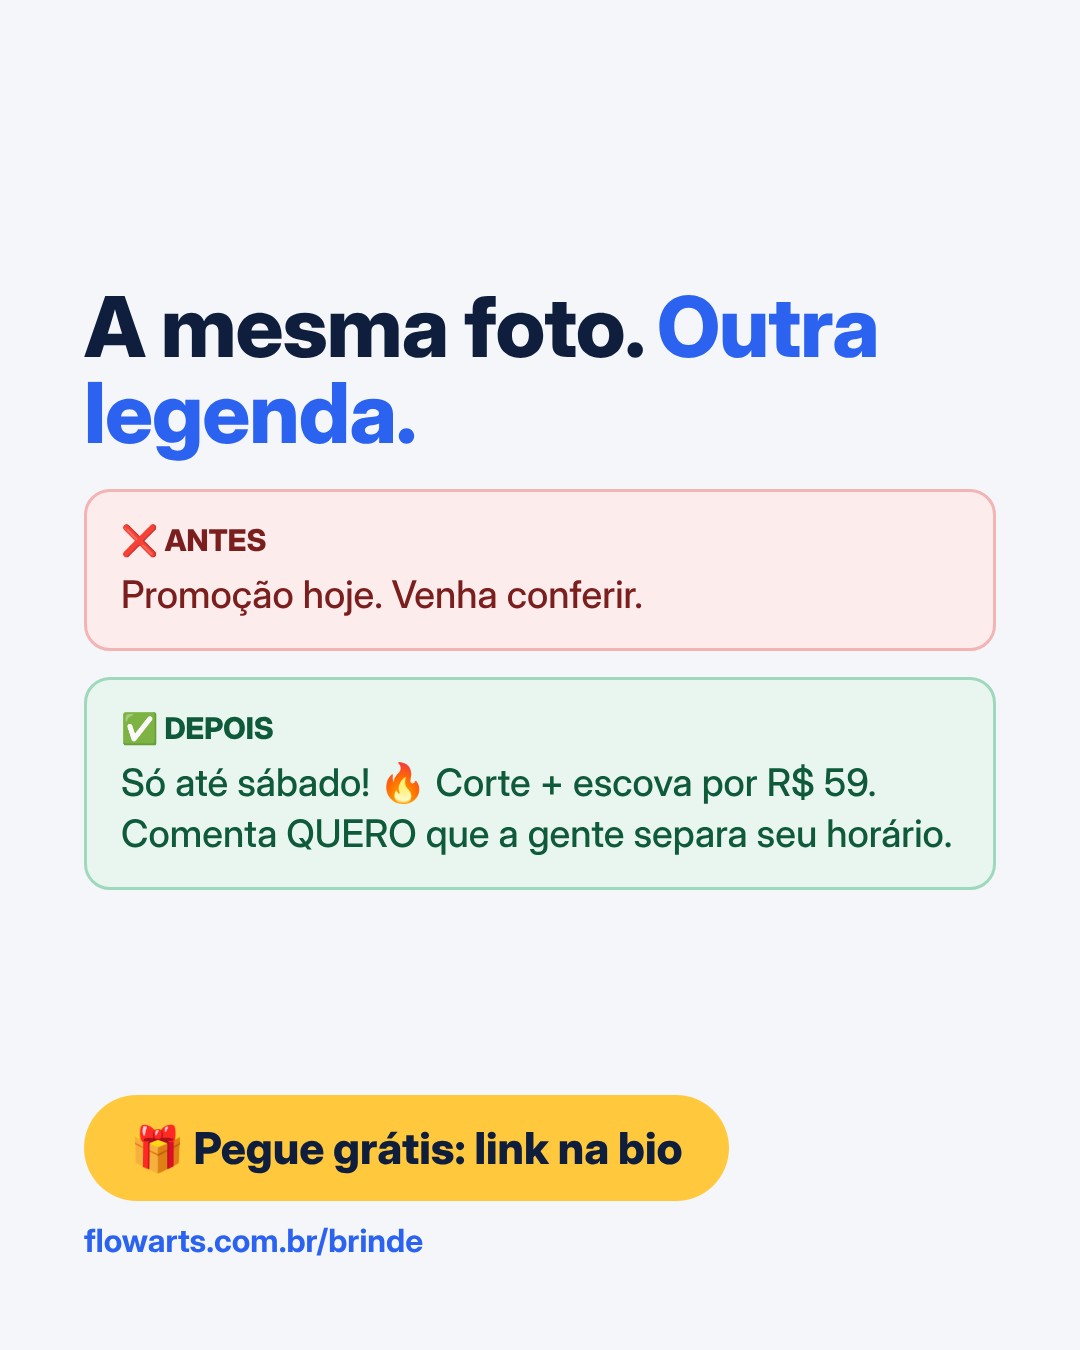 A mesma foto. Outra
legenda.
❌ ANTES
Promoção hoje. Venha conferir.
✅ DEPOIS
Só até sábado! 🔥 Corte + escova por R$ 59.
Comenta QUERO que a gente separa seu horário.
🎁 Pegue grátis: link na bio
flowarts.com.br/brinde